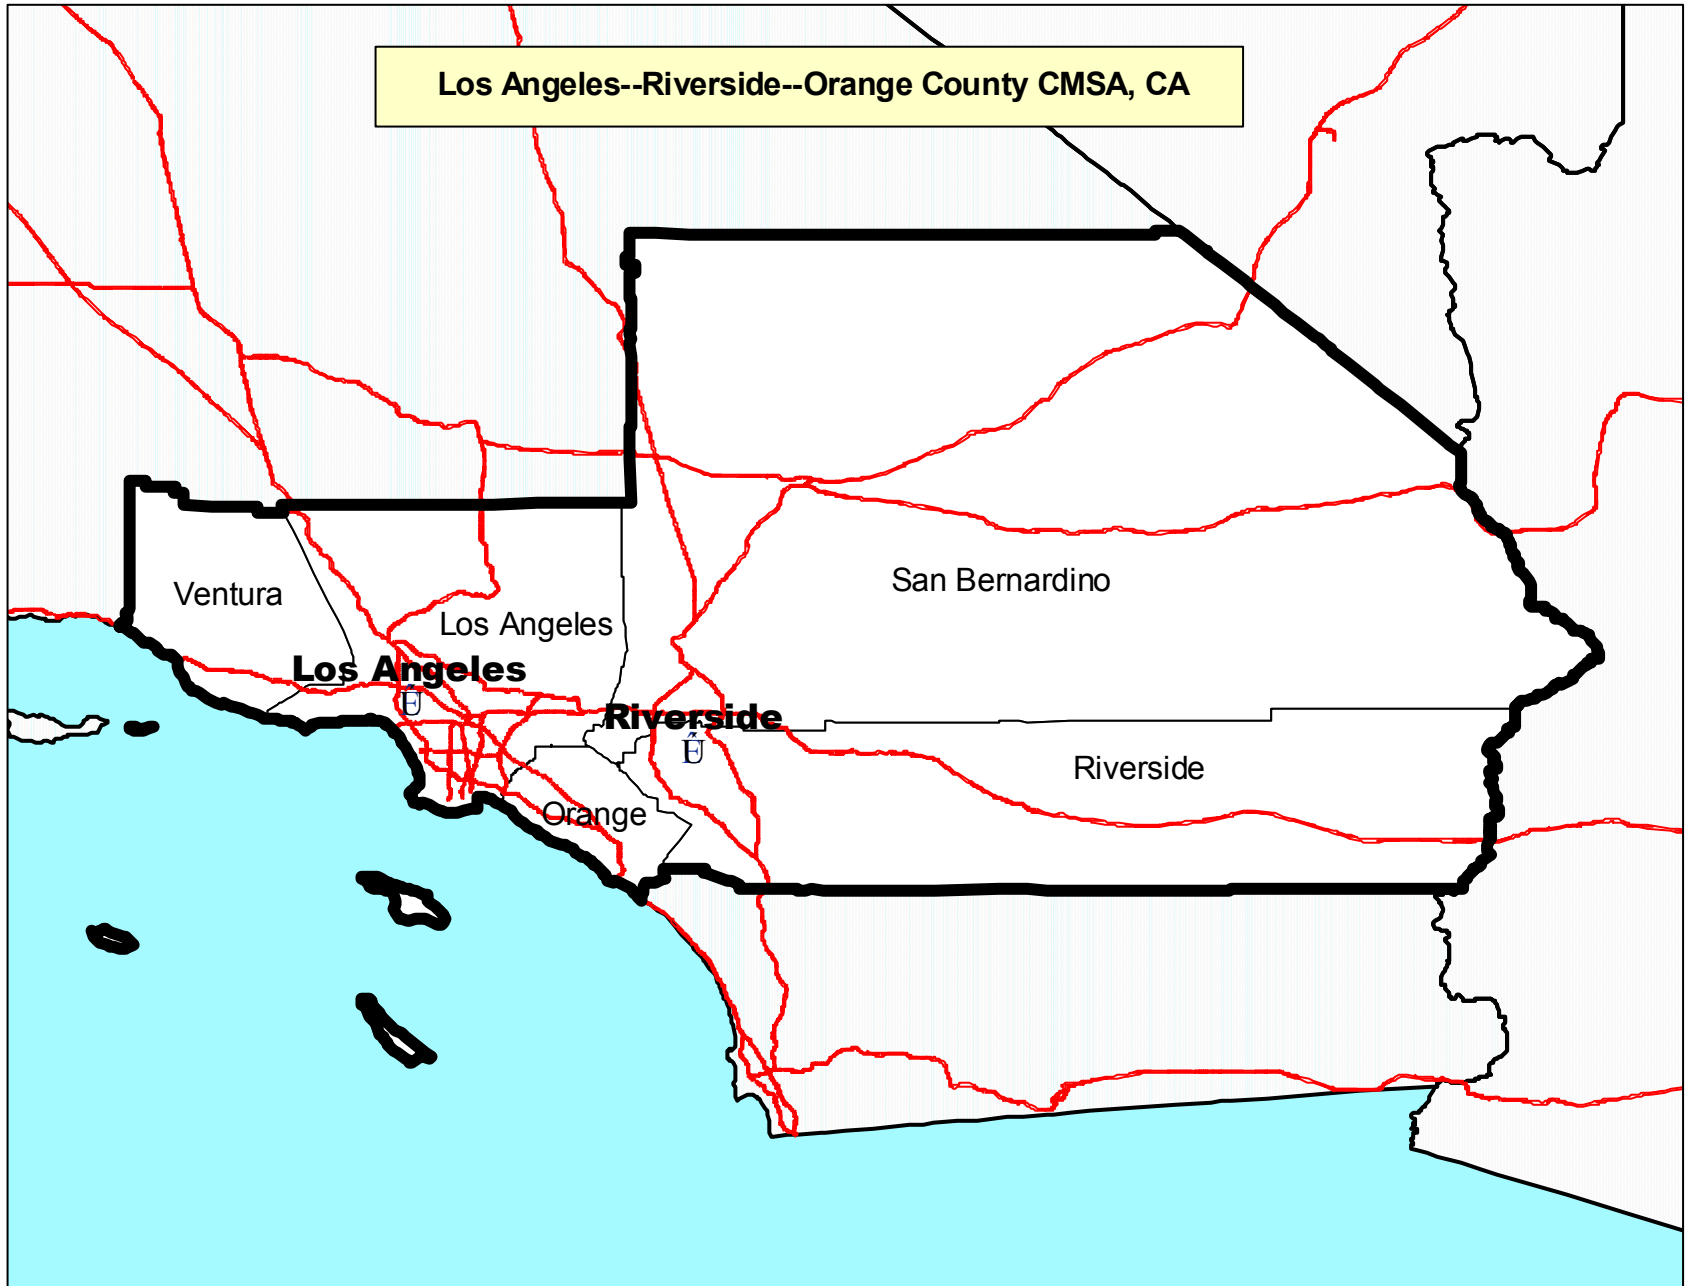 Los Angeles--Riverside--Orange County CMSA, CA
San Bernardino
Ventura
Los Angeles
Los Angeles
Riverside
Riverside
Orange